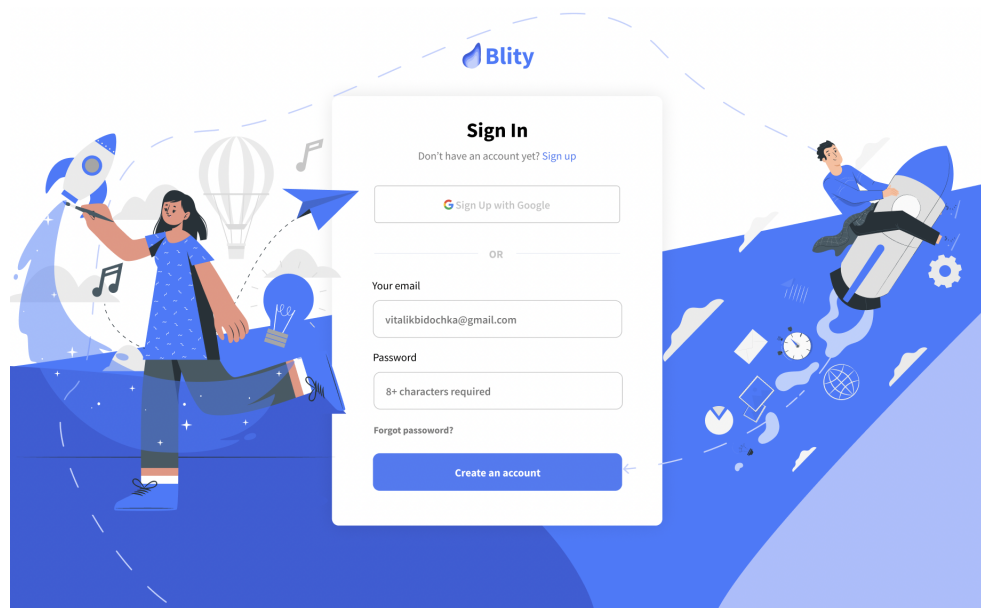 Blity
Sign In
Don't have an account yet? Sign up
Sign Up with Google
OR
Your email
vitalikbidochka@gmail.com
Password
8+ characters required
Forgot passoword?
Create an account